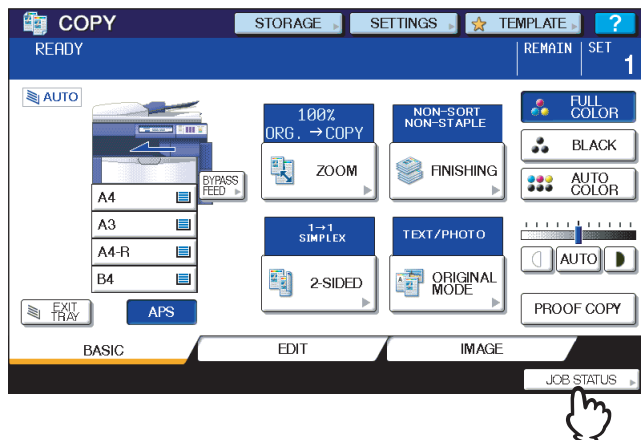 COPY
STORAGE
SETTINGS
TEMPLATE
?
READY
REMAIN
SET
1
AUTO
BYPASS
FEED
A4
A3
A4-R
B4
EXIT
TRAY
APS
100%
ORG. →COPY
ZOOM
NON-SORT
NON-STAPLE
FINISHING
1→1
SIMPLEX
2-SIDED
TEXT/PHOTO
ORIGINAL
MODE
FULL
COLOR
BLACK
AUTO
COLOR
AUTO
PROOF COPY
BASIC
EDIT
IMAGE
JOB STATUS